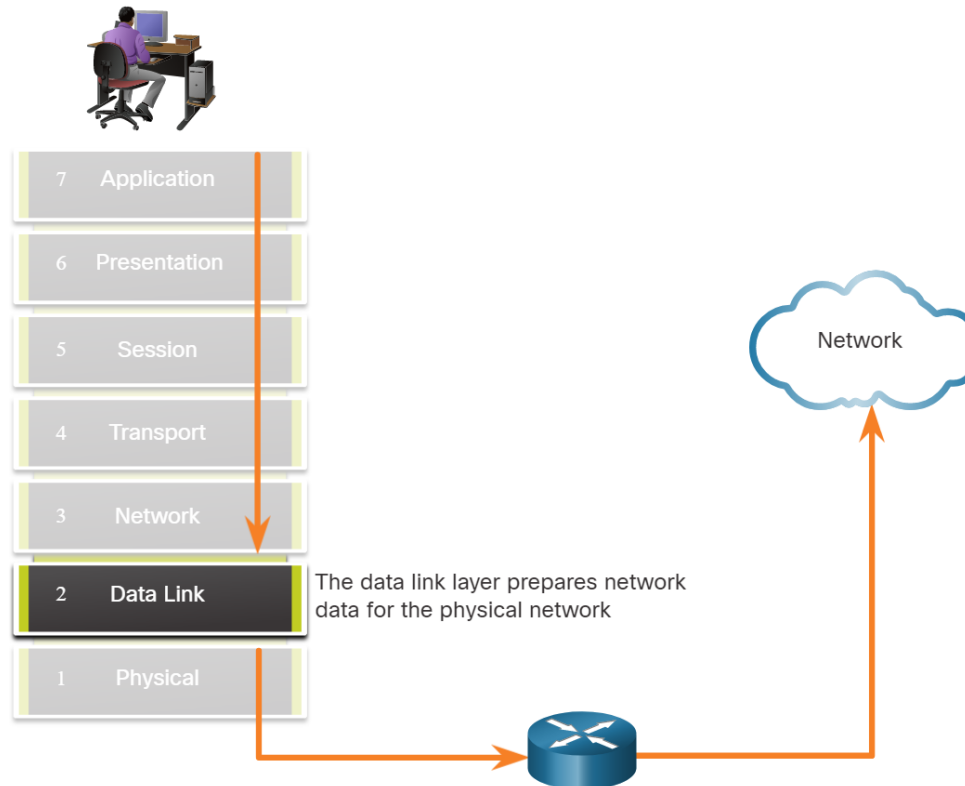 7 Application
6 Presentation
5 Session
4 Transport
3 Network
2 Data Link
The data link layer prepares network
data for the physical network
1 Physical
Network